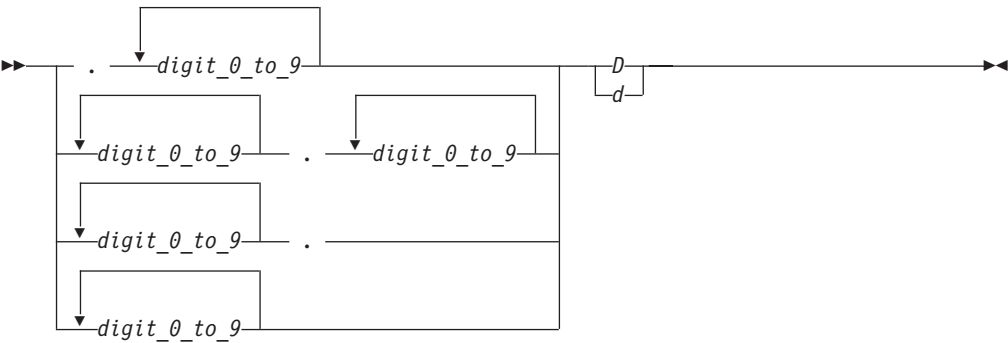 . digit_0_to_9 D
d
digit_0_to_9 . digit_0_to_9
digit_0_to_9 .
digit_0_to_9